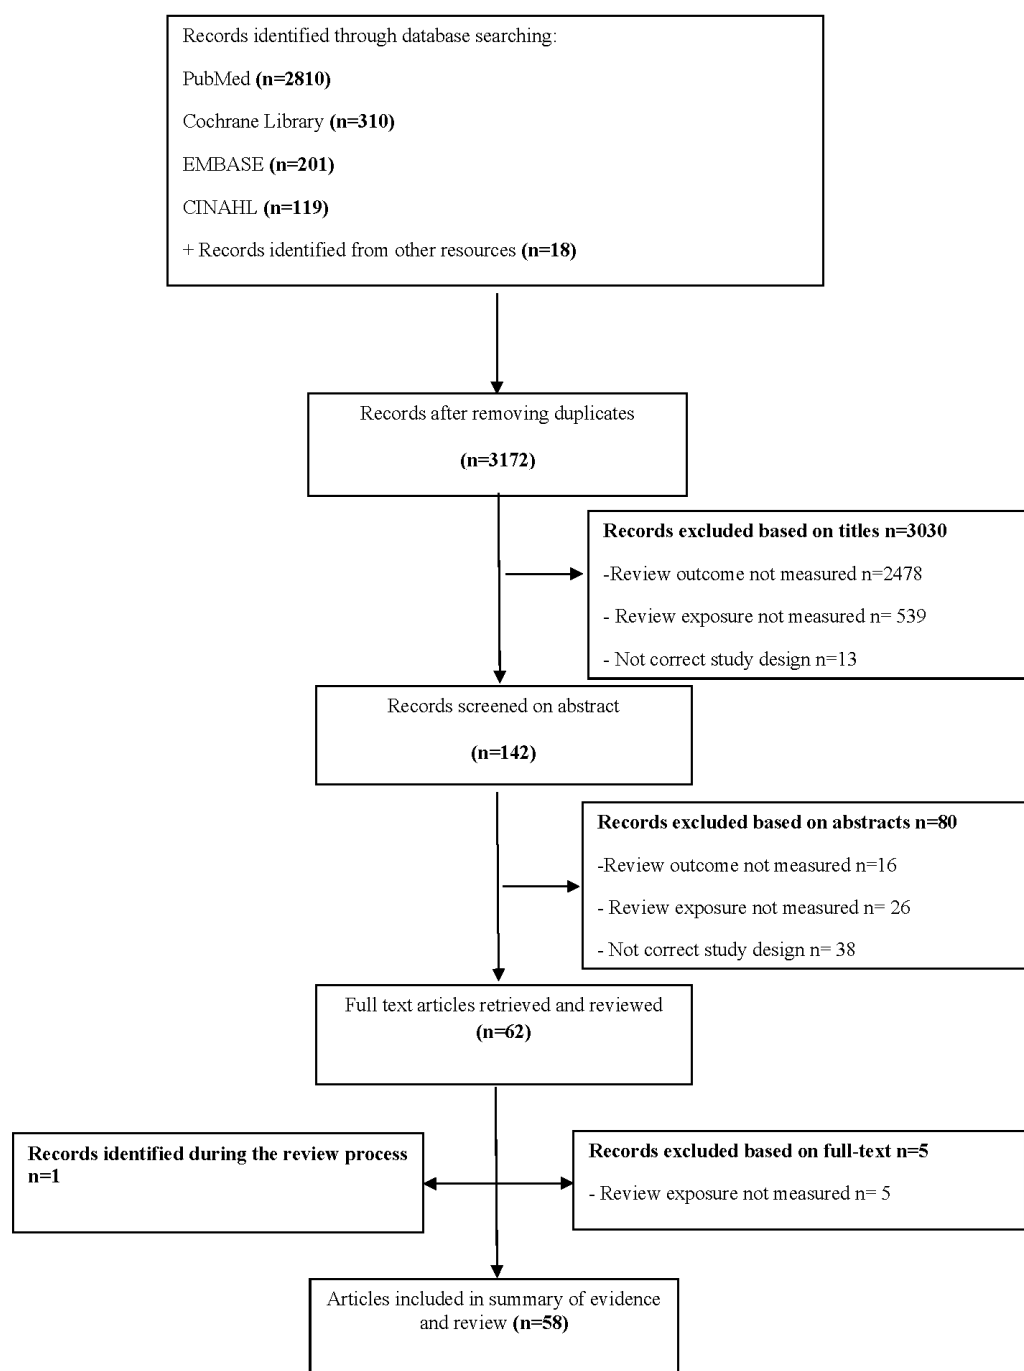 Records identified through database searching:
PubMed (n=2810)
Cochrane Library (n=310)
EMBASE (n=201)
CINAHL (n=119)
+ Records identified from other resources (n=18)
Records after removing duplicates
(n=3172)
Records excluded based on titles n=3030
-Review outcome not measured n=2478
- Review exposure not measured n= 539
- Not correct study design n=13
Records screened on abstract
(n=142)
Records excluded based on abstracts n=80
-Review outcome not measured n=16
- Review exposure not measured n= 26
- Not correct study design n= 38
Full text articles retrieved and reviewed
(n=62)
Records identified during the review process
n=1
Records excluded based on full-text n=5
- Review exposure not measured n= 5
Articles included in summary of evidence
and review (n=58)